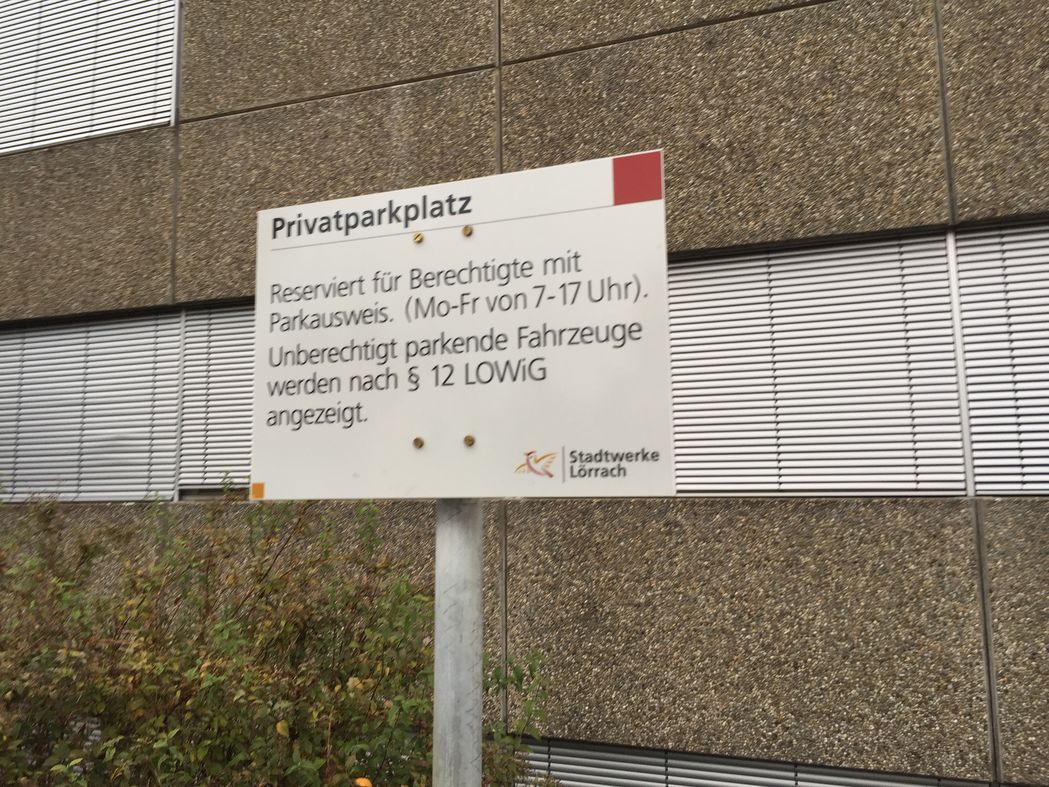 Privatparkplatz
Reserviert für Berechtigte mit
Parkausweis. (Mo-Fr von 7-17 Uhr).
Unberechtigt parkende Fahrzeuge
werden nach § 12 LOWiG
angezeigt.
Stadtwerke
Lörrach